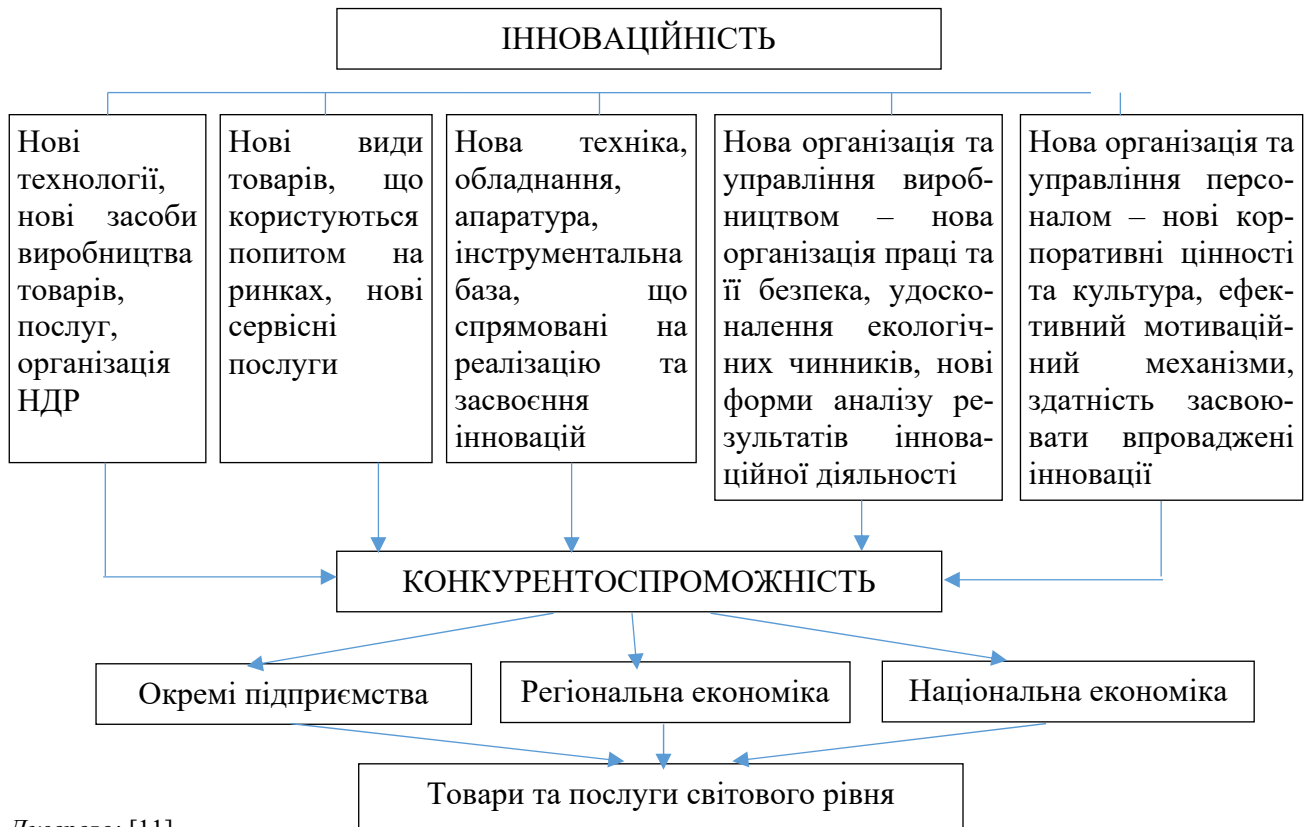 ІННОВАЦІЙНІСТЬ
Нові
технології,
нові засоби
виробництва
товарів,
послуг,
організація
НДР
Нові види
товарів, що
користуються
попитом на
ринках, нові
сервісні
послуги
Нова техніка,
обладнання,
апаратура,
інструментальна
база, що
спрямовані на
реалізацію та
засвоєння
інновацій
Нова організація та
управління вироб-
ництвом – нова
організація праці та
її безпека, удоско-
налення екологіч-
них чинників, нові
форми аналізу ре-
зультатів іннова-
ційної діяльності
Нова організація та
управління персо-
налом – нові кор-
поративні цінності
та культура, ефек-
тивний мотивацій-
ний механізми,
здатність засвою-
вати впроваджені
інновації
КОНКУРЕНТОСПРОМОЖНІСТЬ
Окремі підприємства
Регіональна економіка
Національна економіка
Товари та послуги світового рівня